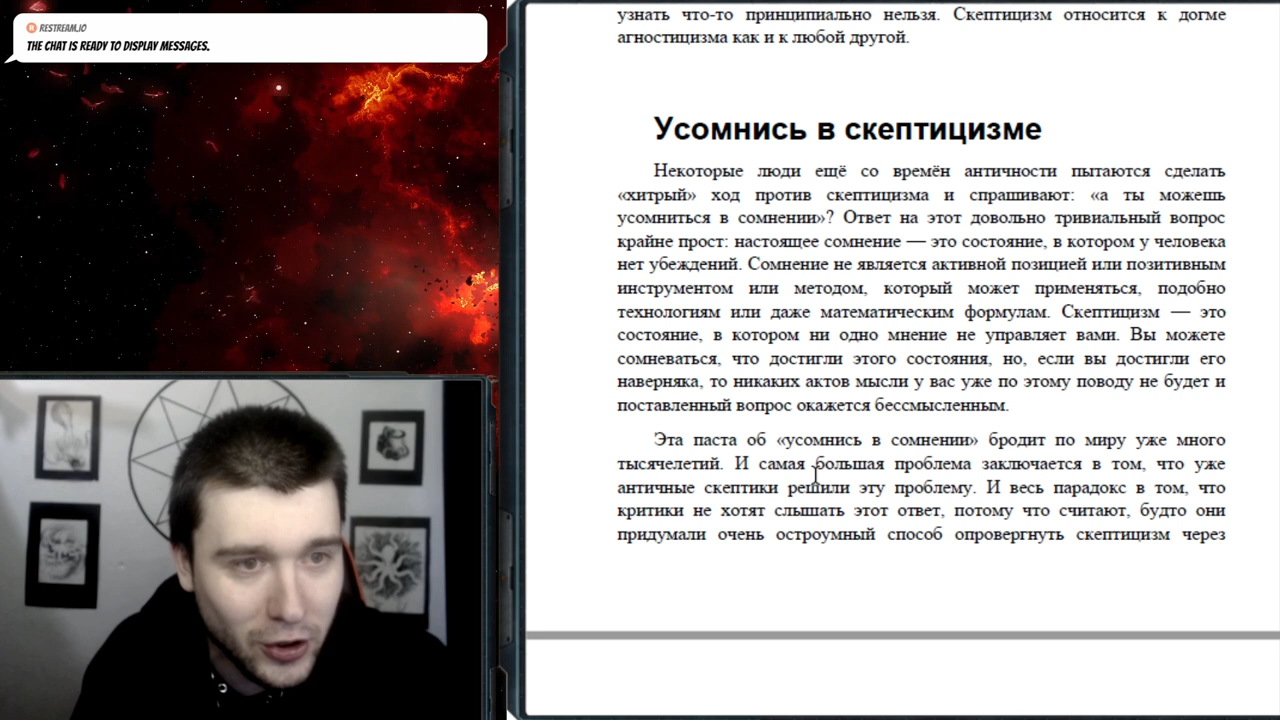 RESTREAM.IO
THE CHAT IS READY TO DISPLAY MESSAGES.
узнать что-то принципиально нельзя. Скептицизм относится к догме
агностицизма как и к любой другой.
Усомнись в скептицизме
Некоторые люди ещё со времён античности пытаются сделать
«хитрый» ход против скептицизма и спрашивают: «а ты можешь
усомниться в сомнении»? Ответ на этот довольно тривиальный вопрос
крайне прост: настоящее сомнение — это состояние, в котором у человека
нет убеждений. Сомнение не является активной позицией или позитивным
инструментом или методом, который может применяться, подобно
технологиям или даже математическим формулам. Скептицизм — это
состояние, в котором ни одно мнение не управляет вами. Вы можете
сомневаться, что достигли этого состояния, но, если вы достигли его
наверняка, то никаких актов мысли у вас уже по этому поводу не будет и
поставленный вопрос окажется бессмысленным.
Эта паста об «усомнись в сомнении» бродит по миру уже много
тысячелетий. И самая большая проблема заключается в том, что уже
античные скептики решили эту проблему. И весь парадокс в том, что
критики не хотят слышать этот ответ, потому что считают, будто они
придумали очень остроумный способ опровергнуть скептицизм через